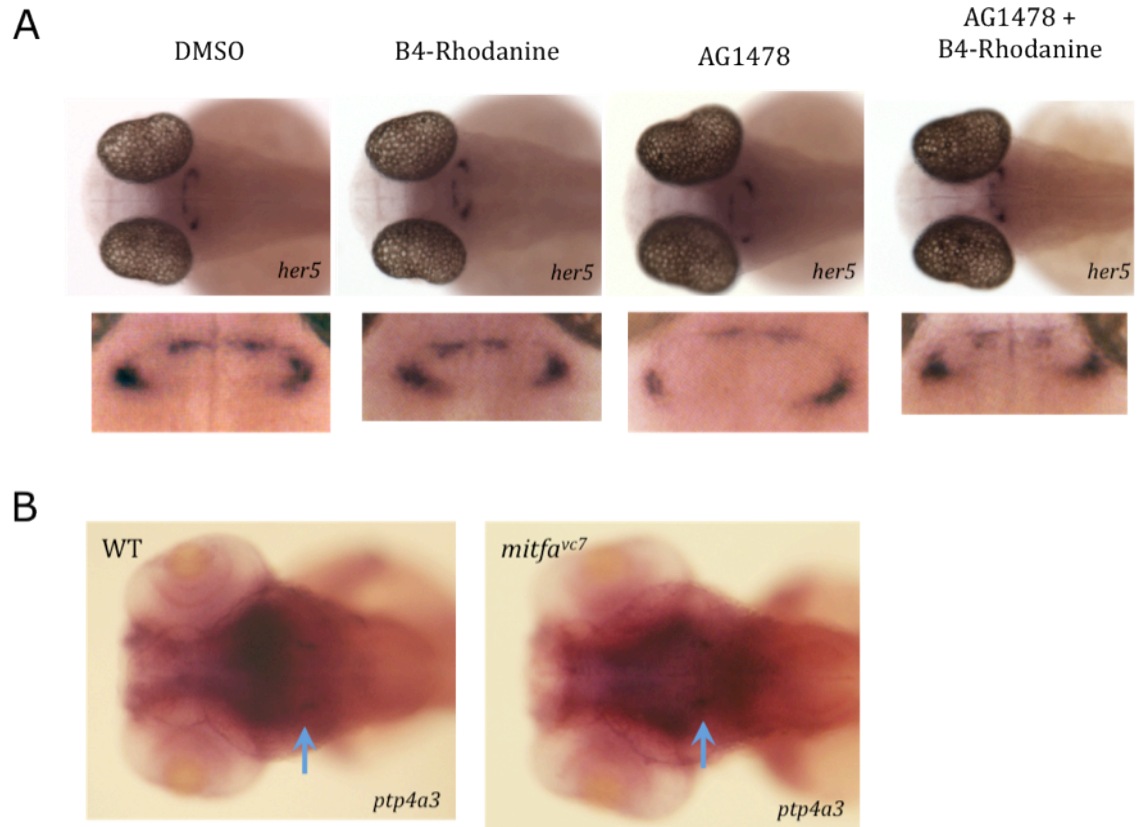 A
DMSO
B4-Rhodanine
AG1478
AG1478 +
B4-Rhodanine
her5
her5
her5
her5
B
WT
ptp4a3
mitfa^vc7
ptp4a3